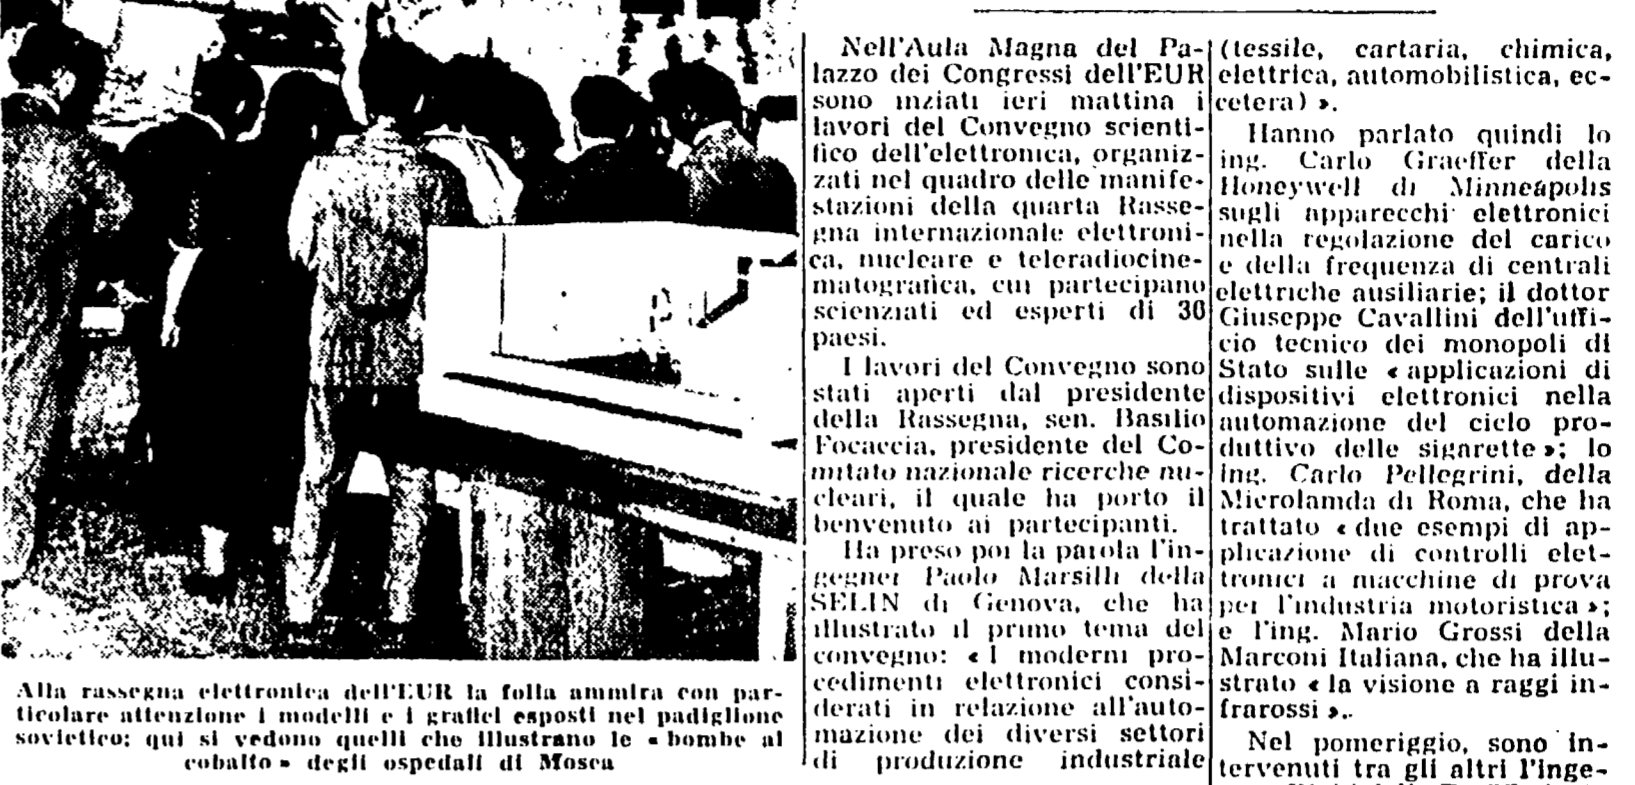 Alla rassegna elettronica dell'EUR la folla ammira con par-
ticolare attenzione i modelli e i grafici esposti nel padiglione
sovietico: qui si vedono quelli che illustrano le « bombe al
cobalto » degli ospedali di Mosca
Nell'Aula Magna del Pa-
lazzo dei Congressi dell'EUR
sono inziati ieri mattina i
lavori del Convegno scienti-
fico dell'elettronica, organiz-
zati nel quadro delle manife-
stazioni della quarta Rasse-
gna internazionale elettroni-
ca, nucleare e teleradiocine-
matografica, cui partecipano
scienziati ed esperti di 36
paesi.
I lavori del Convegno sono
stati aperti dal presidente
della Rassegna, sen. Basilio
Focaccia, presidente del Co-
mitato nazionale ricerche nu-
cleari, il quale ha porto il
benvenuto ai partecipanti.
Ha preso poi la parola l'in-
gegner Paolo Marsilli della
SELIN di Genova, che ha
illustrato il primo tema del
convegno: « I moderni pro-
cedimenti elettronici consi-
derati in relazione all'auto-
mazione dei diversi settori
di produzione industriale
(tessile, cartaria, chimica,
elettrica, automobilistica, ec-
cetera) ».
Hanno parlato quindi lo
ing. Carlo Graeffer della
Honeywell di Minneapolis
sugli apparecchi elettronici
nella regolazione del carico
e della frequenza di centrali
elettriche ausiliarie; il dottor
Giuseppe Cavallini dell'uffi-
cio tecnico dei monopoli di
Stato sulle « applicazioni di
dispositivi elettronici nella
automazione del ciclo pro-
duttivo delle sigarette »; lo
ing. Carlo Pellegrini, della
Microlamda di Roma, che ha
trattato « due esempi di ap-
plicazione di controlli elet-
tronici a macchine di prova
per l'industria motoristica »;
e l'ing. Mario Grossi della
Marconi Italiana, che ha illu-
strato « la visione a raggi in-
frarossi ».
Nel pomeriggio, sono in-
tervenuti tra gli altri l'inge-